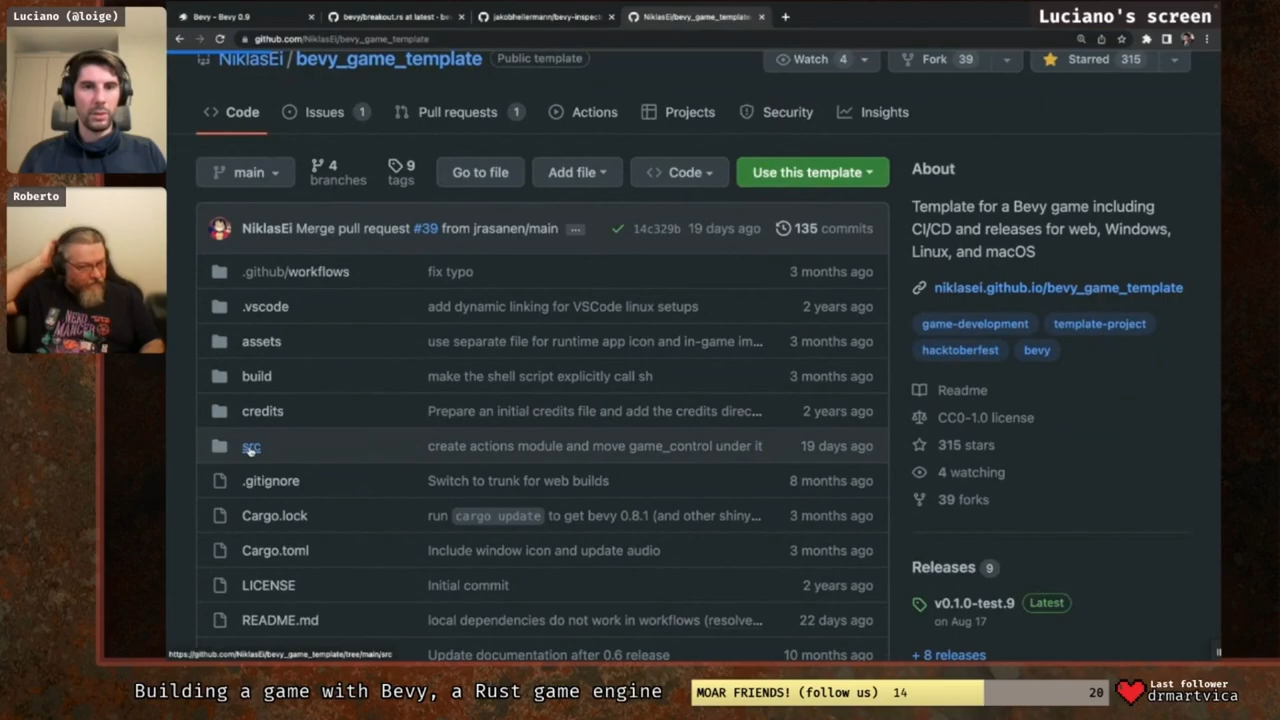 Luciano (@loige)
Roberto
NERD
MANCER
Luciano's screen
Bevy - Bevy 0.9
bevy/breakout.rs at latest · bev
jakobhellermann/bevy-inspect
NiklasEi/bevy_game_template
github.com/NiklasEi/bevy_game_template
NiklasEi / bevy_game_template
Public template
Watch 4
Fork 39
Starred 315
Code
Issues 1
Pull requests 1
Actions
Projects
Security
Insights
main
4 branches
9 tags
Go to file
Add file
Code
Use this template
NiklasEi Merge pull request #39 from jrasanen/main ... 14c329b 19 days ago 135 commits
.github/workflows fix typo 3 months ago
.vscode add dynamic linking for VSCode linux setups 2 years ago
assets use separate file for runtime app icon and in-game im... 3 months ago
build make the shell script explicitly call sh 3 months ago
credits Prepare an initial credits file and add the credits direc... 2 years ago
src create actions module and move game_control under it 19 days ago
.gitignore Switch to trunk for web builds 8 months ago
Cargo.lock run cargo update to get bevy 0.8.1 (and other shiny... 3 months ago
Cargo.toml Include window icon and update audio 3 months ago
LICENSE Initial commit 2 years ago
README.md local dependencies do not work in workflows (resolve... 22 days ago
Update documentation after 0.6 release 10 months ago
https://github.com/NiklasEi/bevy_game_template/tree/main/src
About
Template for a Bevy game including
CI/CD and releases for web, Windows,
Linux, and macOS
niklasei.github.io/bevy_game_template
game-development template-project
hacktoberfest bevy
Readme
CC0-1.0 license
315 stars
4 watching
39 forks
Releases 9
v0.1.0-test.9 Latest
on Aug 17
+ 8 releases
Building a game with Bevy, a Rust game engine
MOAR FRIENDS! (follow us) 14 20
Last follower
drmartvica